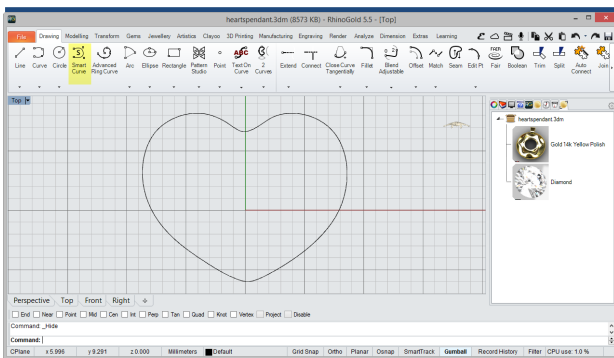 heartspendant.3dm (8573 KB) - RhinoGold 5.5 - [Top]
File Drawing Modelling Transform Gems Jewellery Artistics Clayoo 3D Printing Manufacturing Engraving Render Analyze Dimension Extras Learning
Line Curve Circle Smart Curve Advanced Ring Curve Arc Ellipse Rectangle Pattern Studio Point Text On Curve 2 Curves Extend Connect Close Curve Tangentially Fillet Blend Adjustable Offset Match Seam Edit Pt Fair Boolean Trim Split Auto Connect Join
Top
heartspendant.3dm
Gold 14k Yellow Polish
Diamond
Perspective Top Front Right
End Near Point Mid Cen Int Perp Tan Quad Knot Vertex Project Disable
Command: _Hide
Command:
CPlane x 5.996 y 9.291 z 0.000 Millimeters Default Grid Snap Ortho Planar Osnap SmartTrack Gumball Record History Filter CPU use: 1.0 %